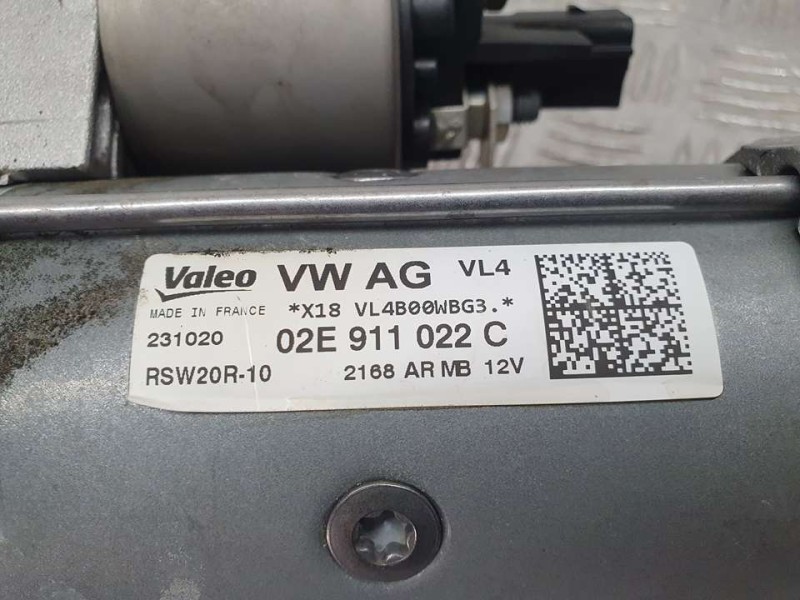 Valeo VW AG VL4
MADE IN FRANCE *X18 VL4B00WBG3.*
231020 02E 911 022 C
RSW20R-10 2168 AR MB 12V